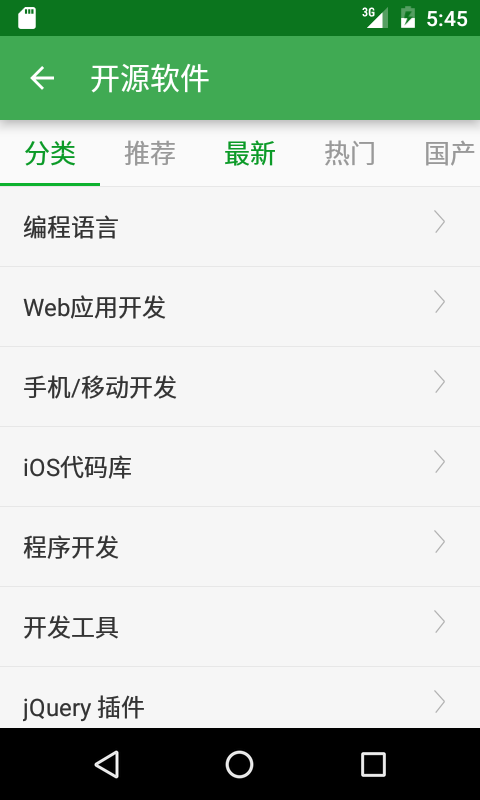 3G 5:45
开源软件
分类 推荐 最新 热门 国产
编程语言
Web应用开发
手机/移动开发
iOS代码库
程序开发
开发工具
jQuery 插件